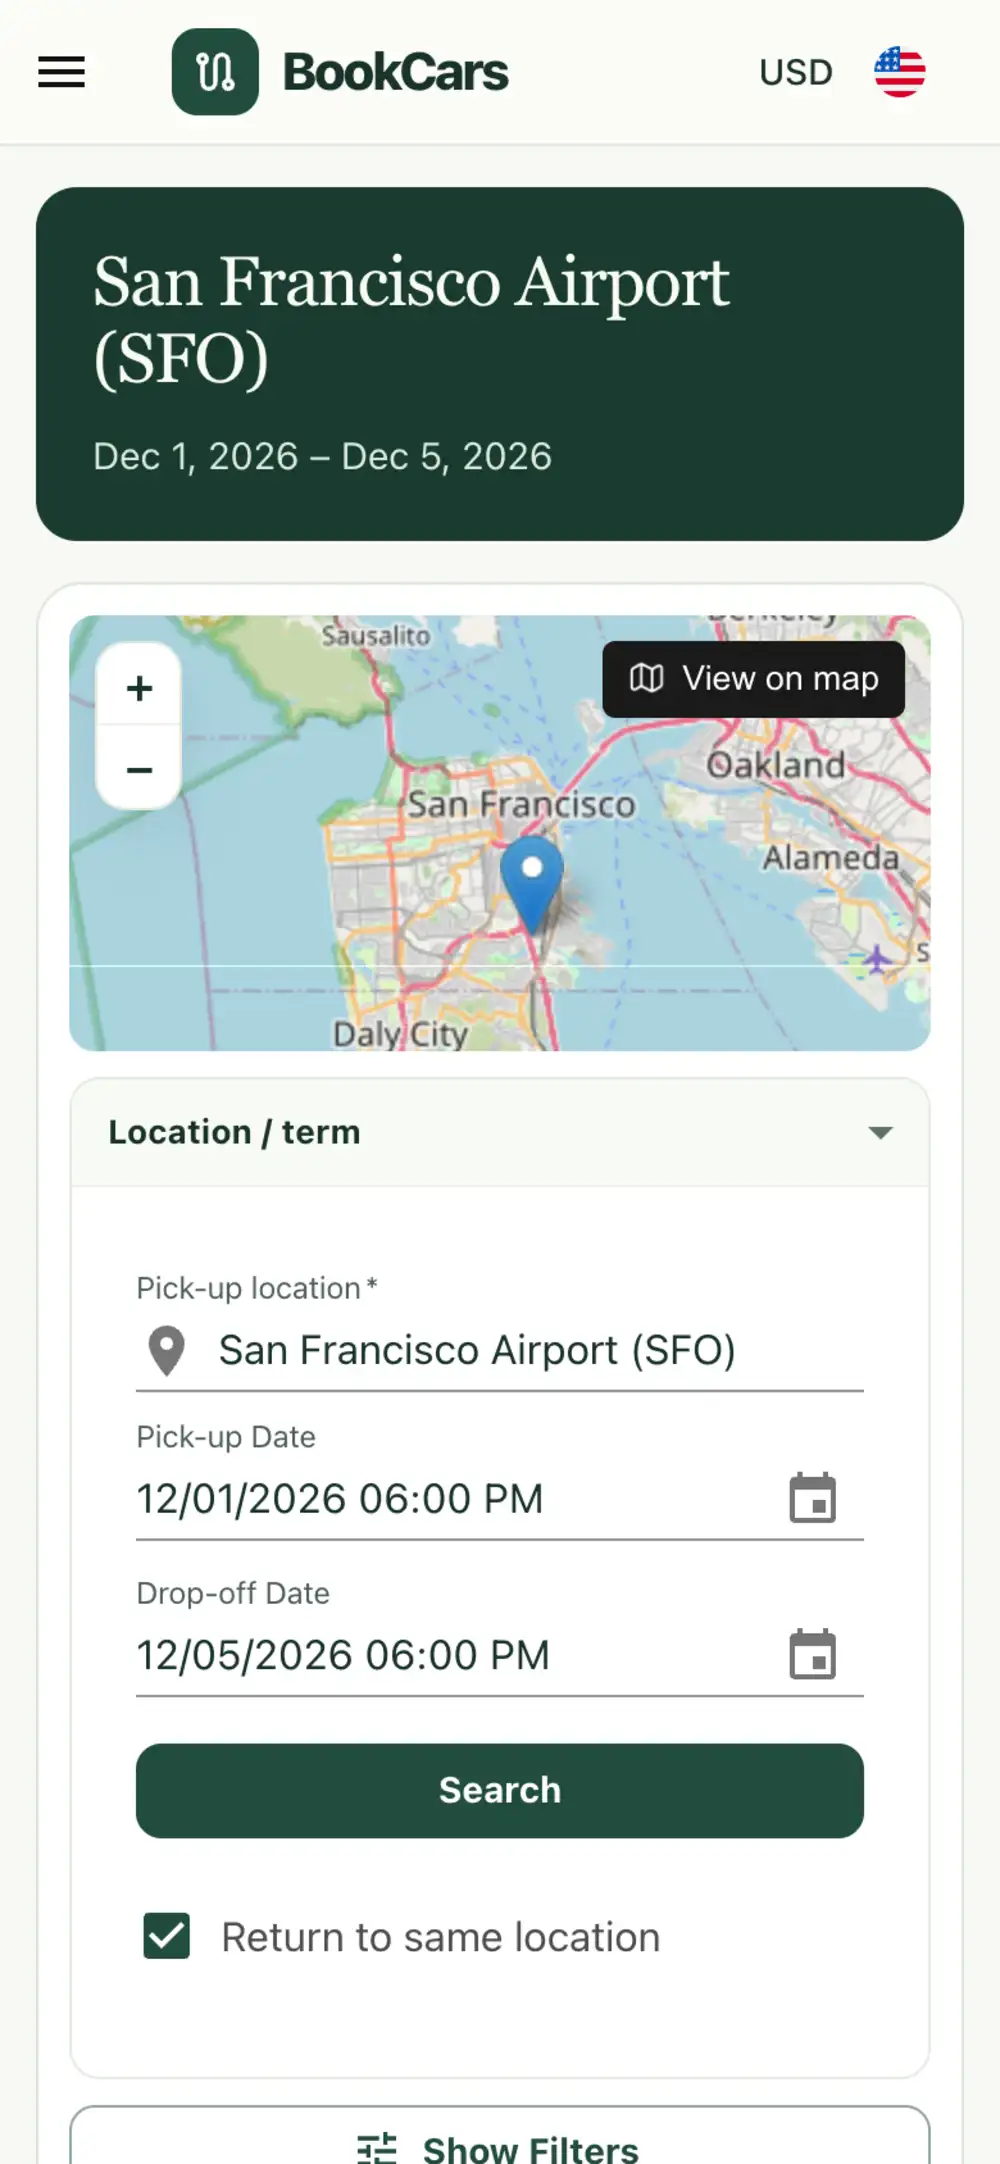 BookCars
USD
San Francisco Airport
(SFO)
Dec 1, 2026 – Dec 5, 2026
Sausalito
Berkeley
+
View on map
−
Oakland
San Francisco
Alameda
S
Daly City
Location / term
Pick-up location *
San Francisco Airport (SFO)
Pick-up Date
12/01/2026 06:00 PM
Drop-off Date
12/05/2026 06:00 PM
Search
Return to same location
Show Filters